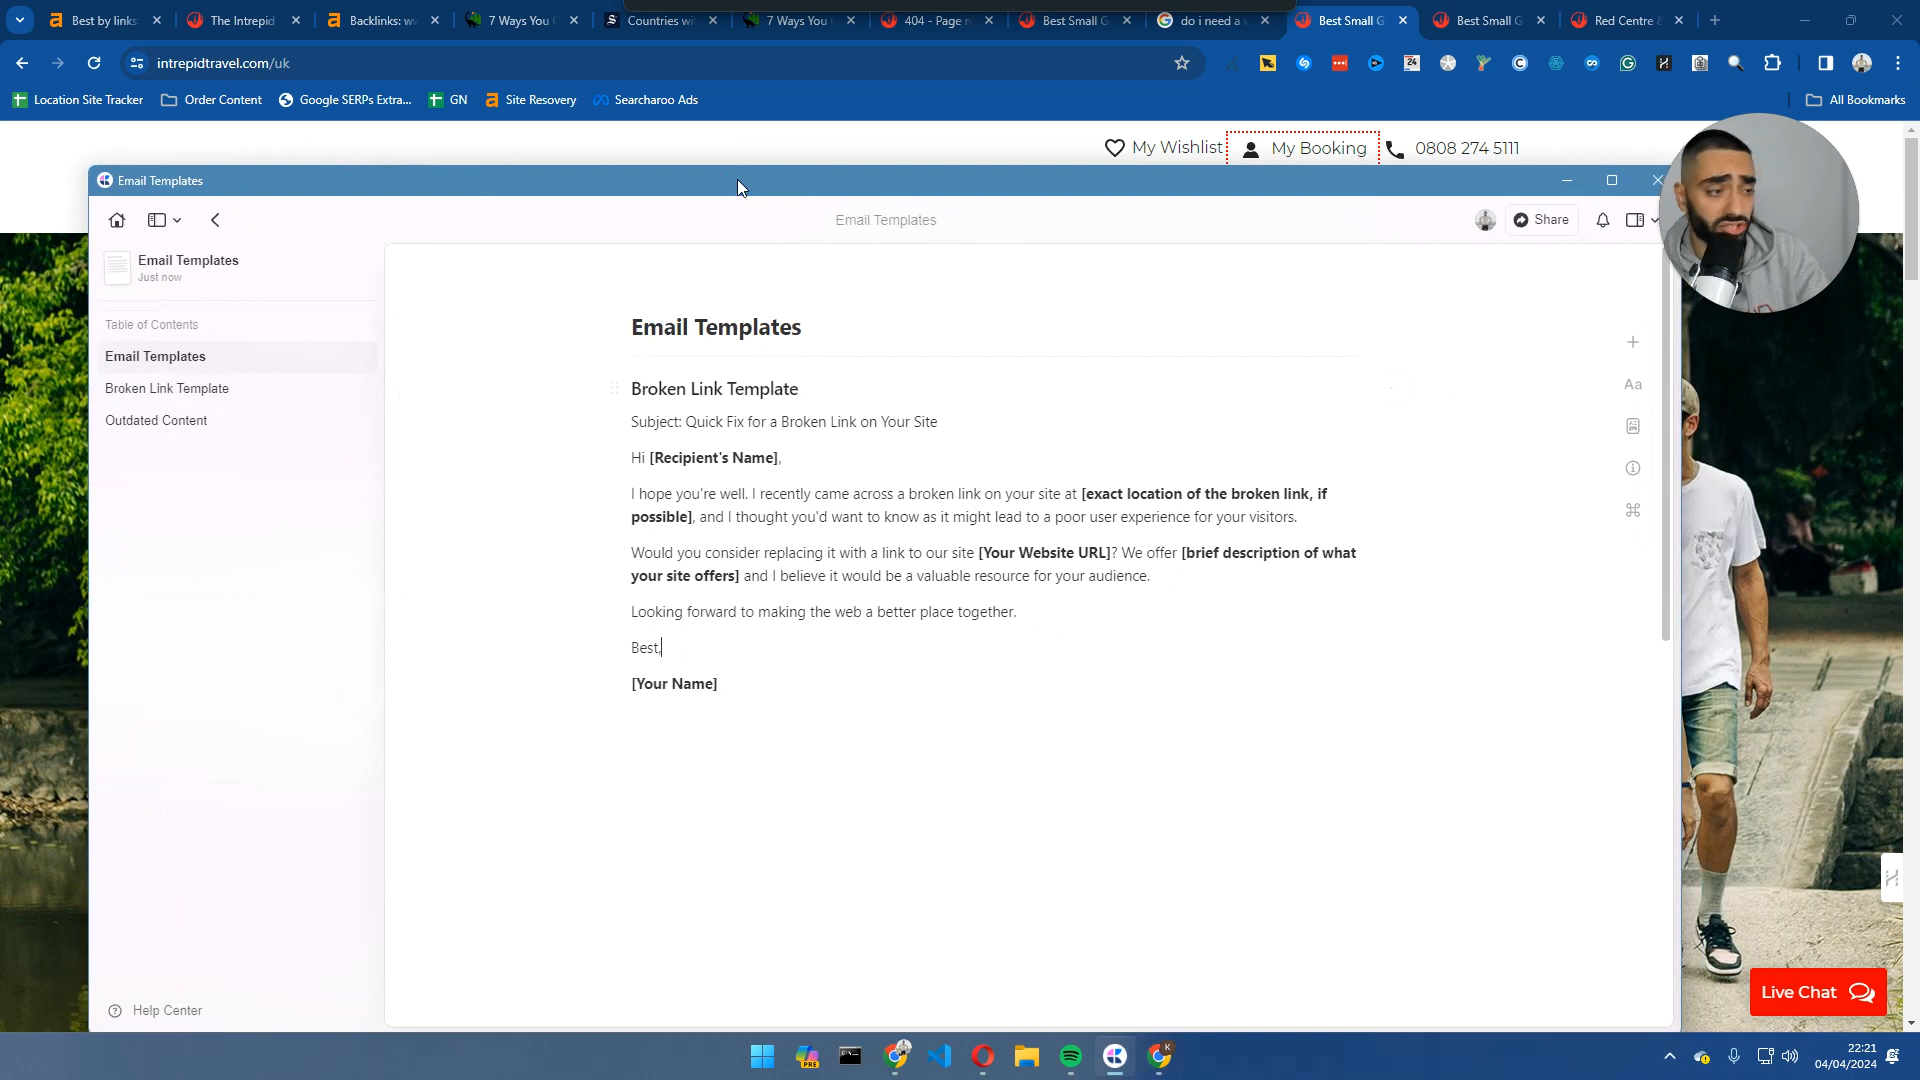 Best by links:
The Intrepid
Backlinks: w
7 Ways You
Countries wi
7 Ways You
404 - Page n
Best Small G
do i need a v
Best Small G
Best Small G
Red Centre &
intrepidtravel.com/uk
Location Site Tracker
Order Content
Google SERPs Extra...
GN
Site Recovery
Searcharoo Ads
All Bookmarks
My Wishlist
My Booking
0808 274 5111
Email Templates
Email Templates
Share
Email Templates
Just now
Table of Contents
Email Templates
Broken Link Template
Outdated Content
Email Templates
Broken Link Template
Subject: Quick Fix for a Broken Link on Your Site
Hi [Recipient's Name],
I hope you're well. I recently came across a broken link on your site at [exact location of the broken link, if
possible], and I thought you'd want to know as it might lead to a poor user experience for your visitors.
Would you consider replacing it with a link to our site [Your Website URL]? We offer [brief description of what
your site offers] and I believe it would be a valuable resource for your audience.
Looking forward to making the web a better place together.
Best,
[Your Name]
Aa
Help Center
Live Chat
PRE
K
22:21
04/04/2024